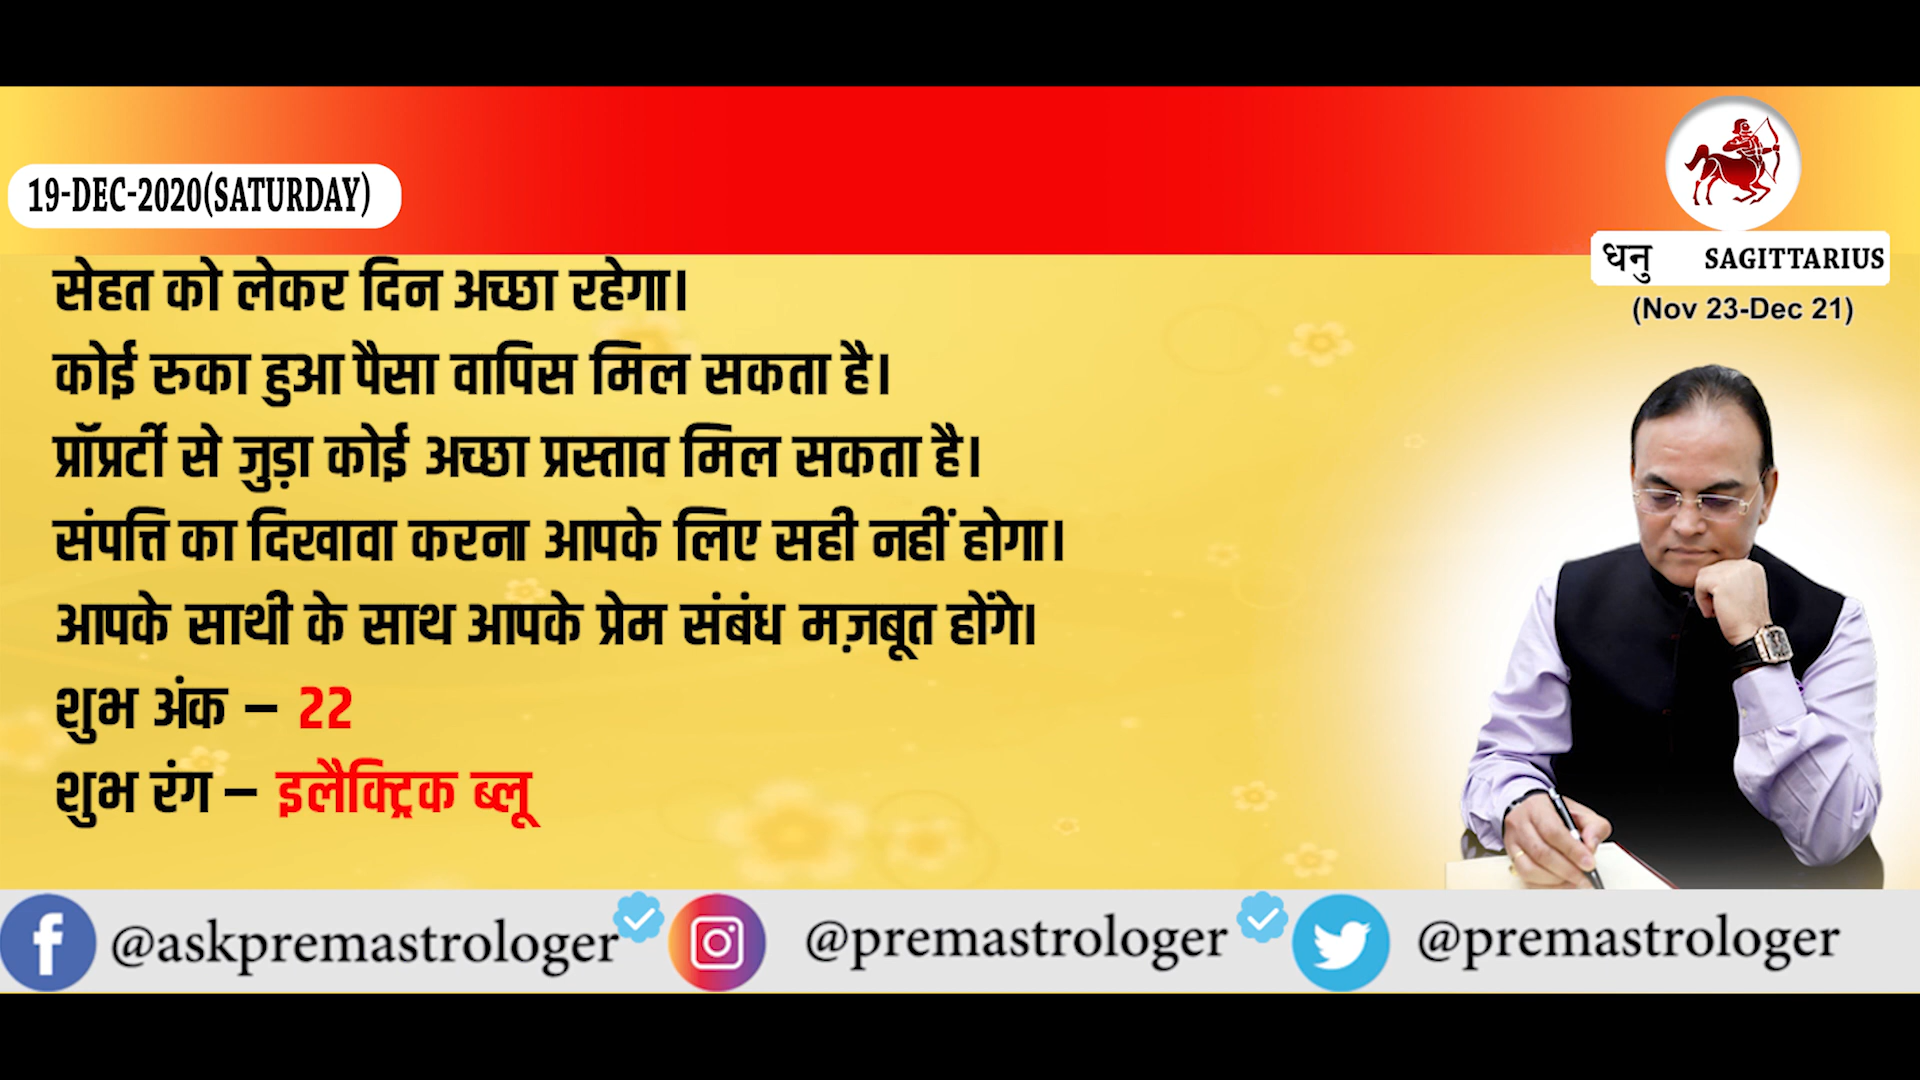 19-DEC-2020(SATURDAY)
धनु SAGITTARIUS
(Nov 23-Dec 21)
सेहत को लेकर दिन अच्छा रहेगा।
कोई रुका हुआ पैसा वापिस मिल सकता है।
प्रॉप्रर्टी से जुड़ा कोई अच्छा प्रस्ताव मिल सकता है।
संपत्ति का दिखावा करना आपके लिए सही नहीं होगा।
आपके साथी के साथ आपके प्रेम संबंध मज़बूत होंगे।
शुभ अंक – 22
शुभ रंग – इलैक्ट्रिक ब्लू
@askpremastrologer @premastrologer @premastrologer